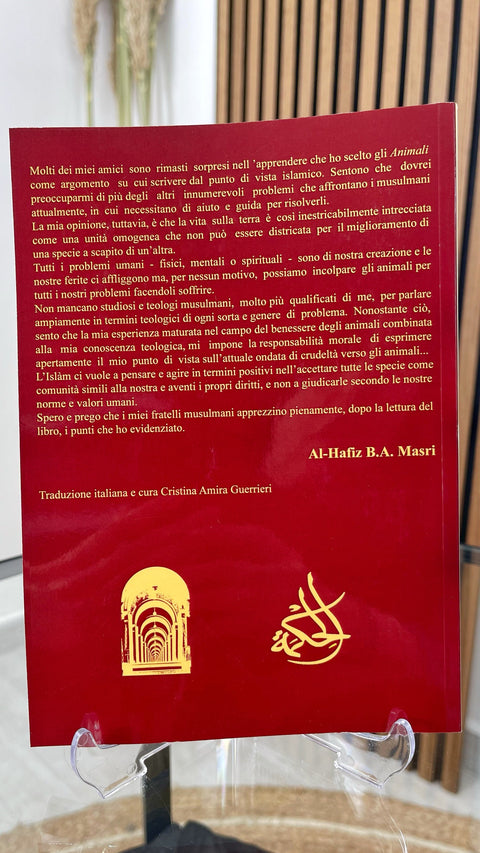 Molti dei miei amici sono rimasti sorpresi nell'apprendere che ho scelto gli Animali
come argomento su cui scrivere dal punto di vista islamico. Sentono che dovrei
preoccuparmi di più degli altri innumerevoli problemi che affrontano i musulmani
attualmente, in cui necessitano di aiuto e guida per risolverli.
La mia opinione, tuttavia, è che la vita sulla terra è così inestricabilmente intrecciata
come una unità omogenea che non può essere districata per il miglioramento di
una specie a scapito di un'altra.
Tutti i problemi umani - fisici, mentali o spirituali - sono di nostra creazione e le
nostre ferite ci affliggono ma, per nessun motivo, possiamo incolpare gli animali per
tutti i nostri problemi facendoli soffrire.
Non mancano studiosi e teologi musulmani, molto più qualificati di me, per parlare
ampiamente in termini teologici di ogni sorta e genere di problema. Nonostante ciò,
sento che la mia esperienza maturata nel campo del benessere degli animali combinata
alla mia conoscenza teologica, mi impone la responsabilità morale di esprimere
apertamente il mio punto di vista sull'attuale ondata di crudeltà verso gli animali...
L'Islàm ci vuole a pensare e agire in termini positivi nell'accettare tutte le specie come
comunità simili alla nostra e aventi i propri diritti, e non a giudicarle secondo le nostre
norme e valori umani.
Spero e prego che i miei fratelli musulmani apprezzino pienamente, dopo la lettura del
libro, i punti che ho evidenziato.
Al-Hafiz B.A. Masri
Traduzione italiana e cura Cristina Amira Guerrieri
الحكمة